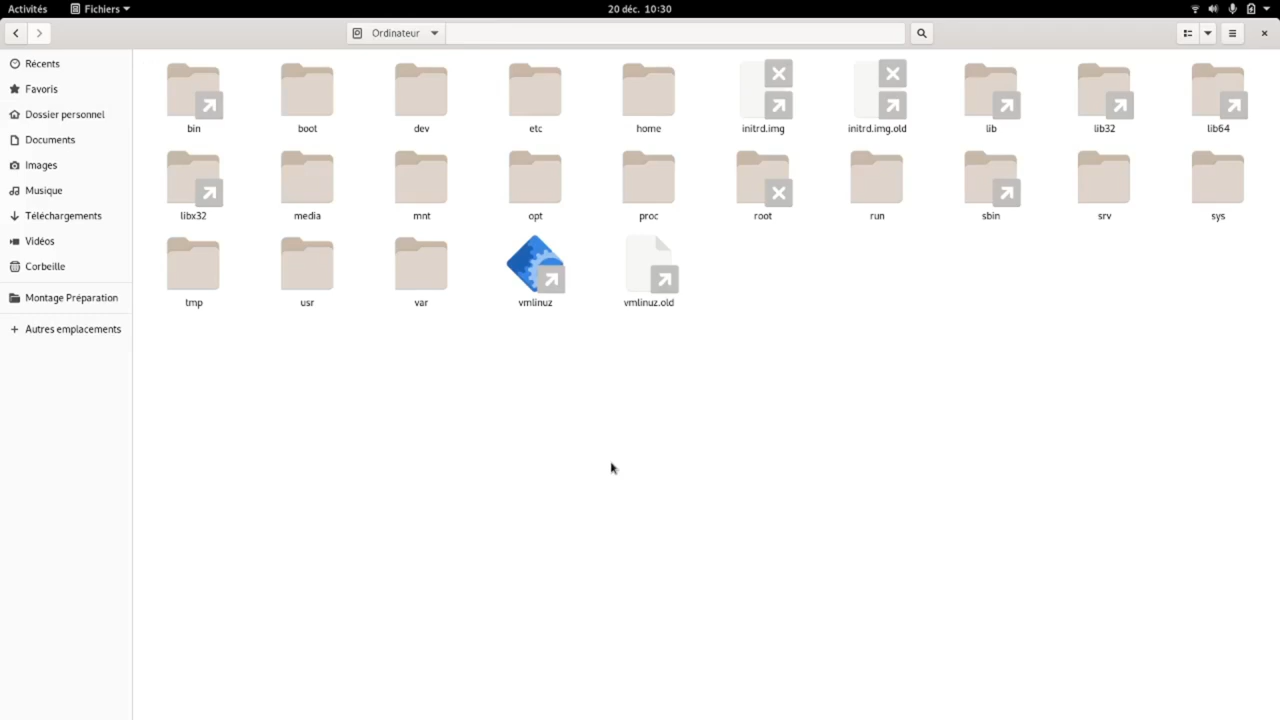 Activités
Fichiers
20 déc. 10:30
Ordinateur
Récents
Favoris
Dossier personnel
Documents
Images
Musique
Téléchargements
Vidéos
Corbeille
Montage Préparation
Autres emplacements
bin
boot
dev
etc
home
initrd.img
initrd.img.old
lib
lib32
lib64
libx32
media
mnt
opt
proc
root
run
sbin
srv
sys
tmp
usr
var
vmlinuz
vmlinuz.old